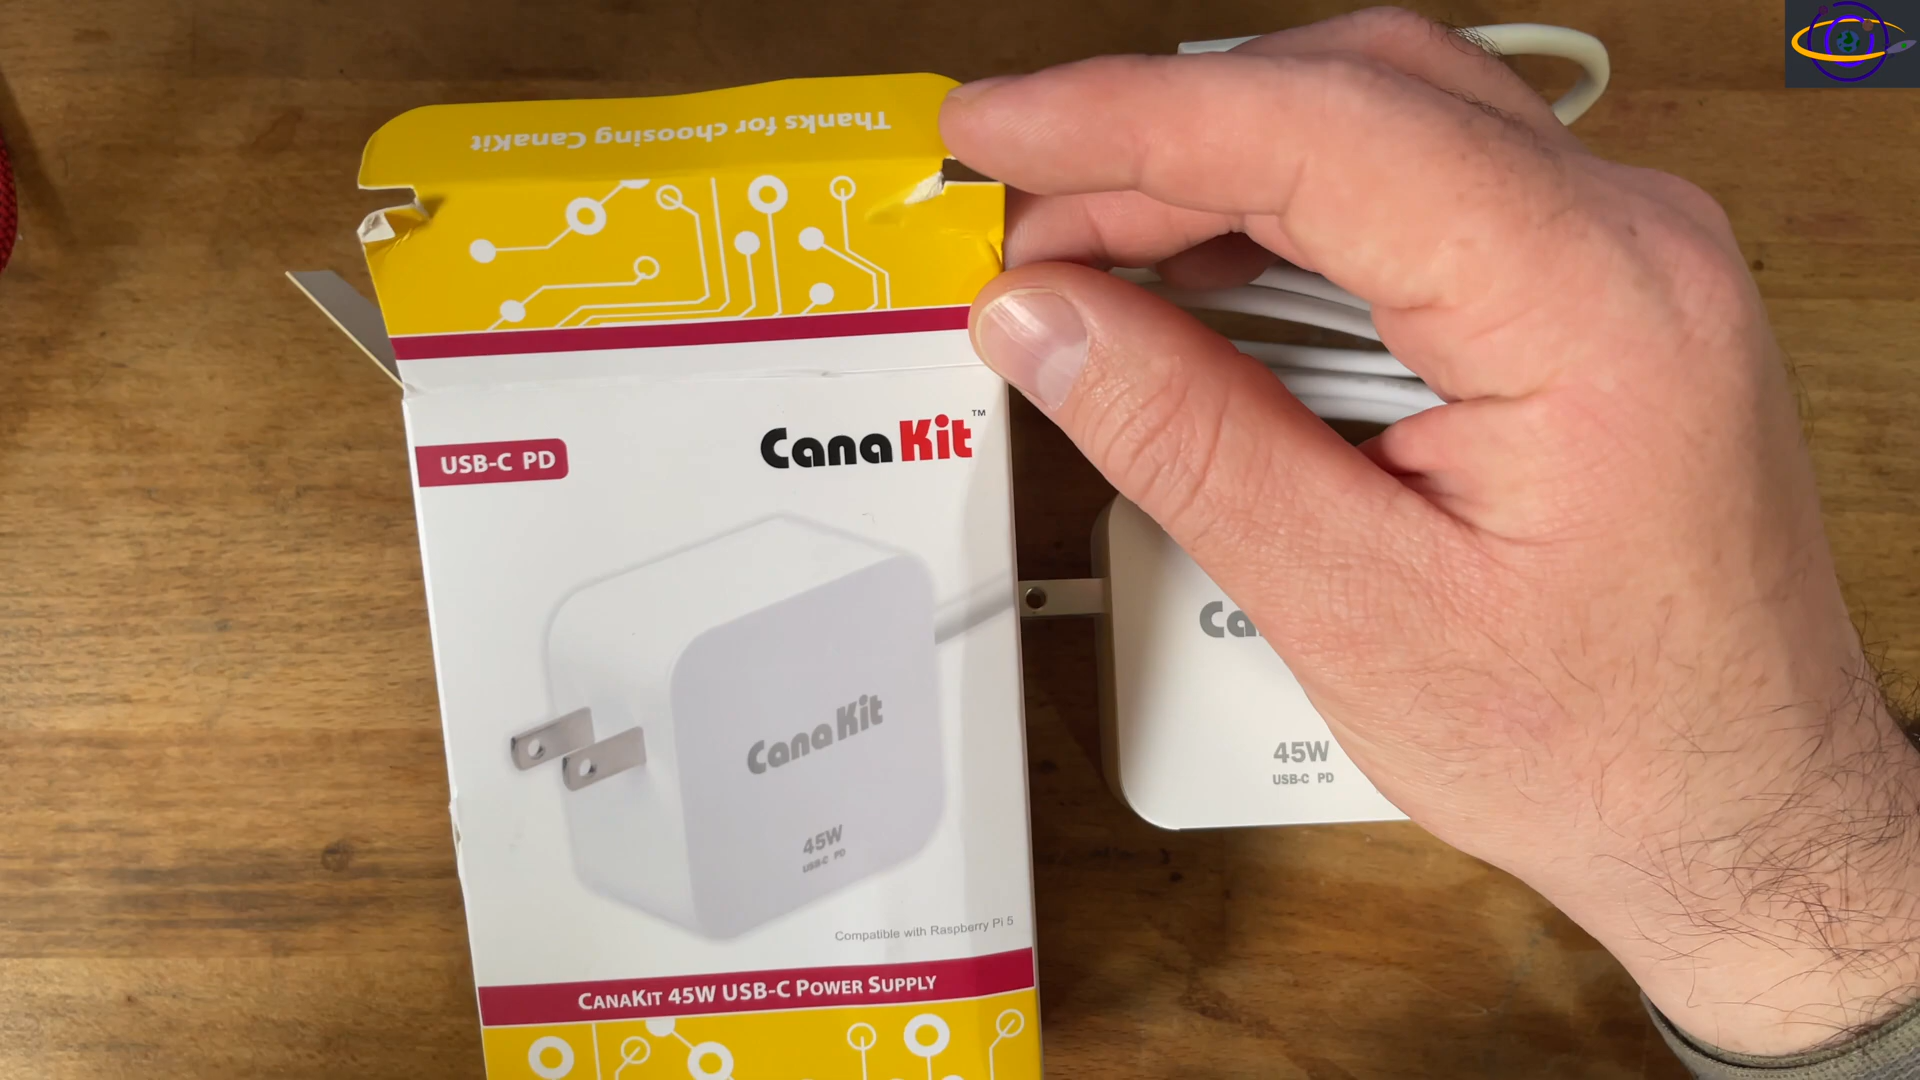 Thanks for choosing CanaKit
USB-C PD
CanaKit™
CanaKit
45W
USB-C PD
Compatible with Raspberry Pi 5
CANAKIT 45W USB-C POWER SUPPLY
Ca
45W
USB-C PD